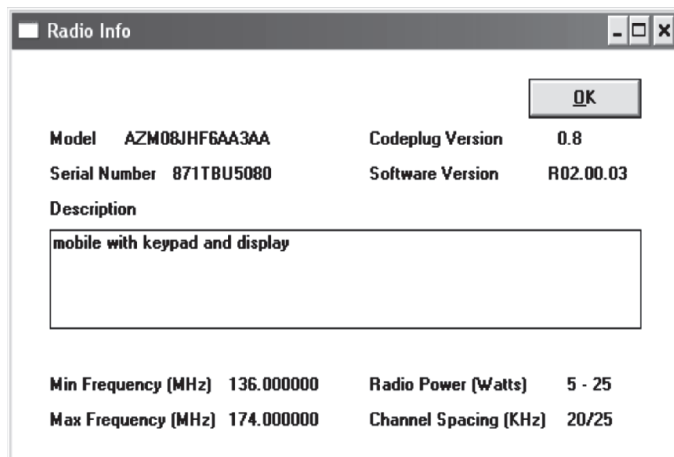 Radio Info
OK
Model AZM08JHF6AA3AA Codeplug Version 0.8
Serial Number 871TBU5080 Software Version R02.00.03
Description
mobile with keypad and display
Min Frequency (MHz) 136.000000 Radio Power (Watts) 5 - 25
Max Frequency (MHz) 174.000000 Channel Spacing (KHz) 20/25